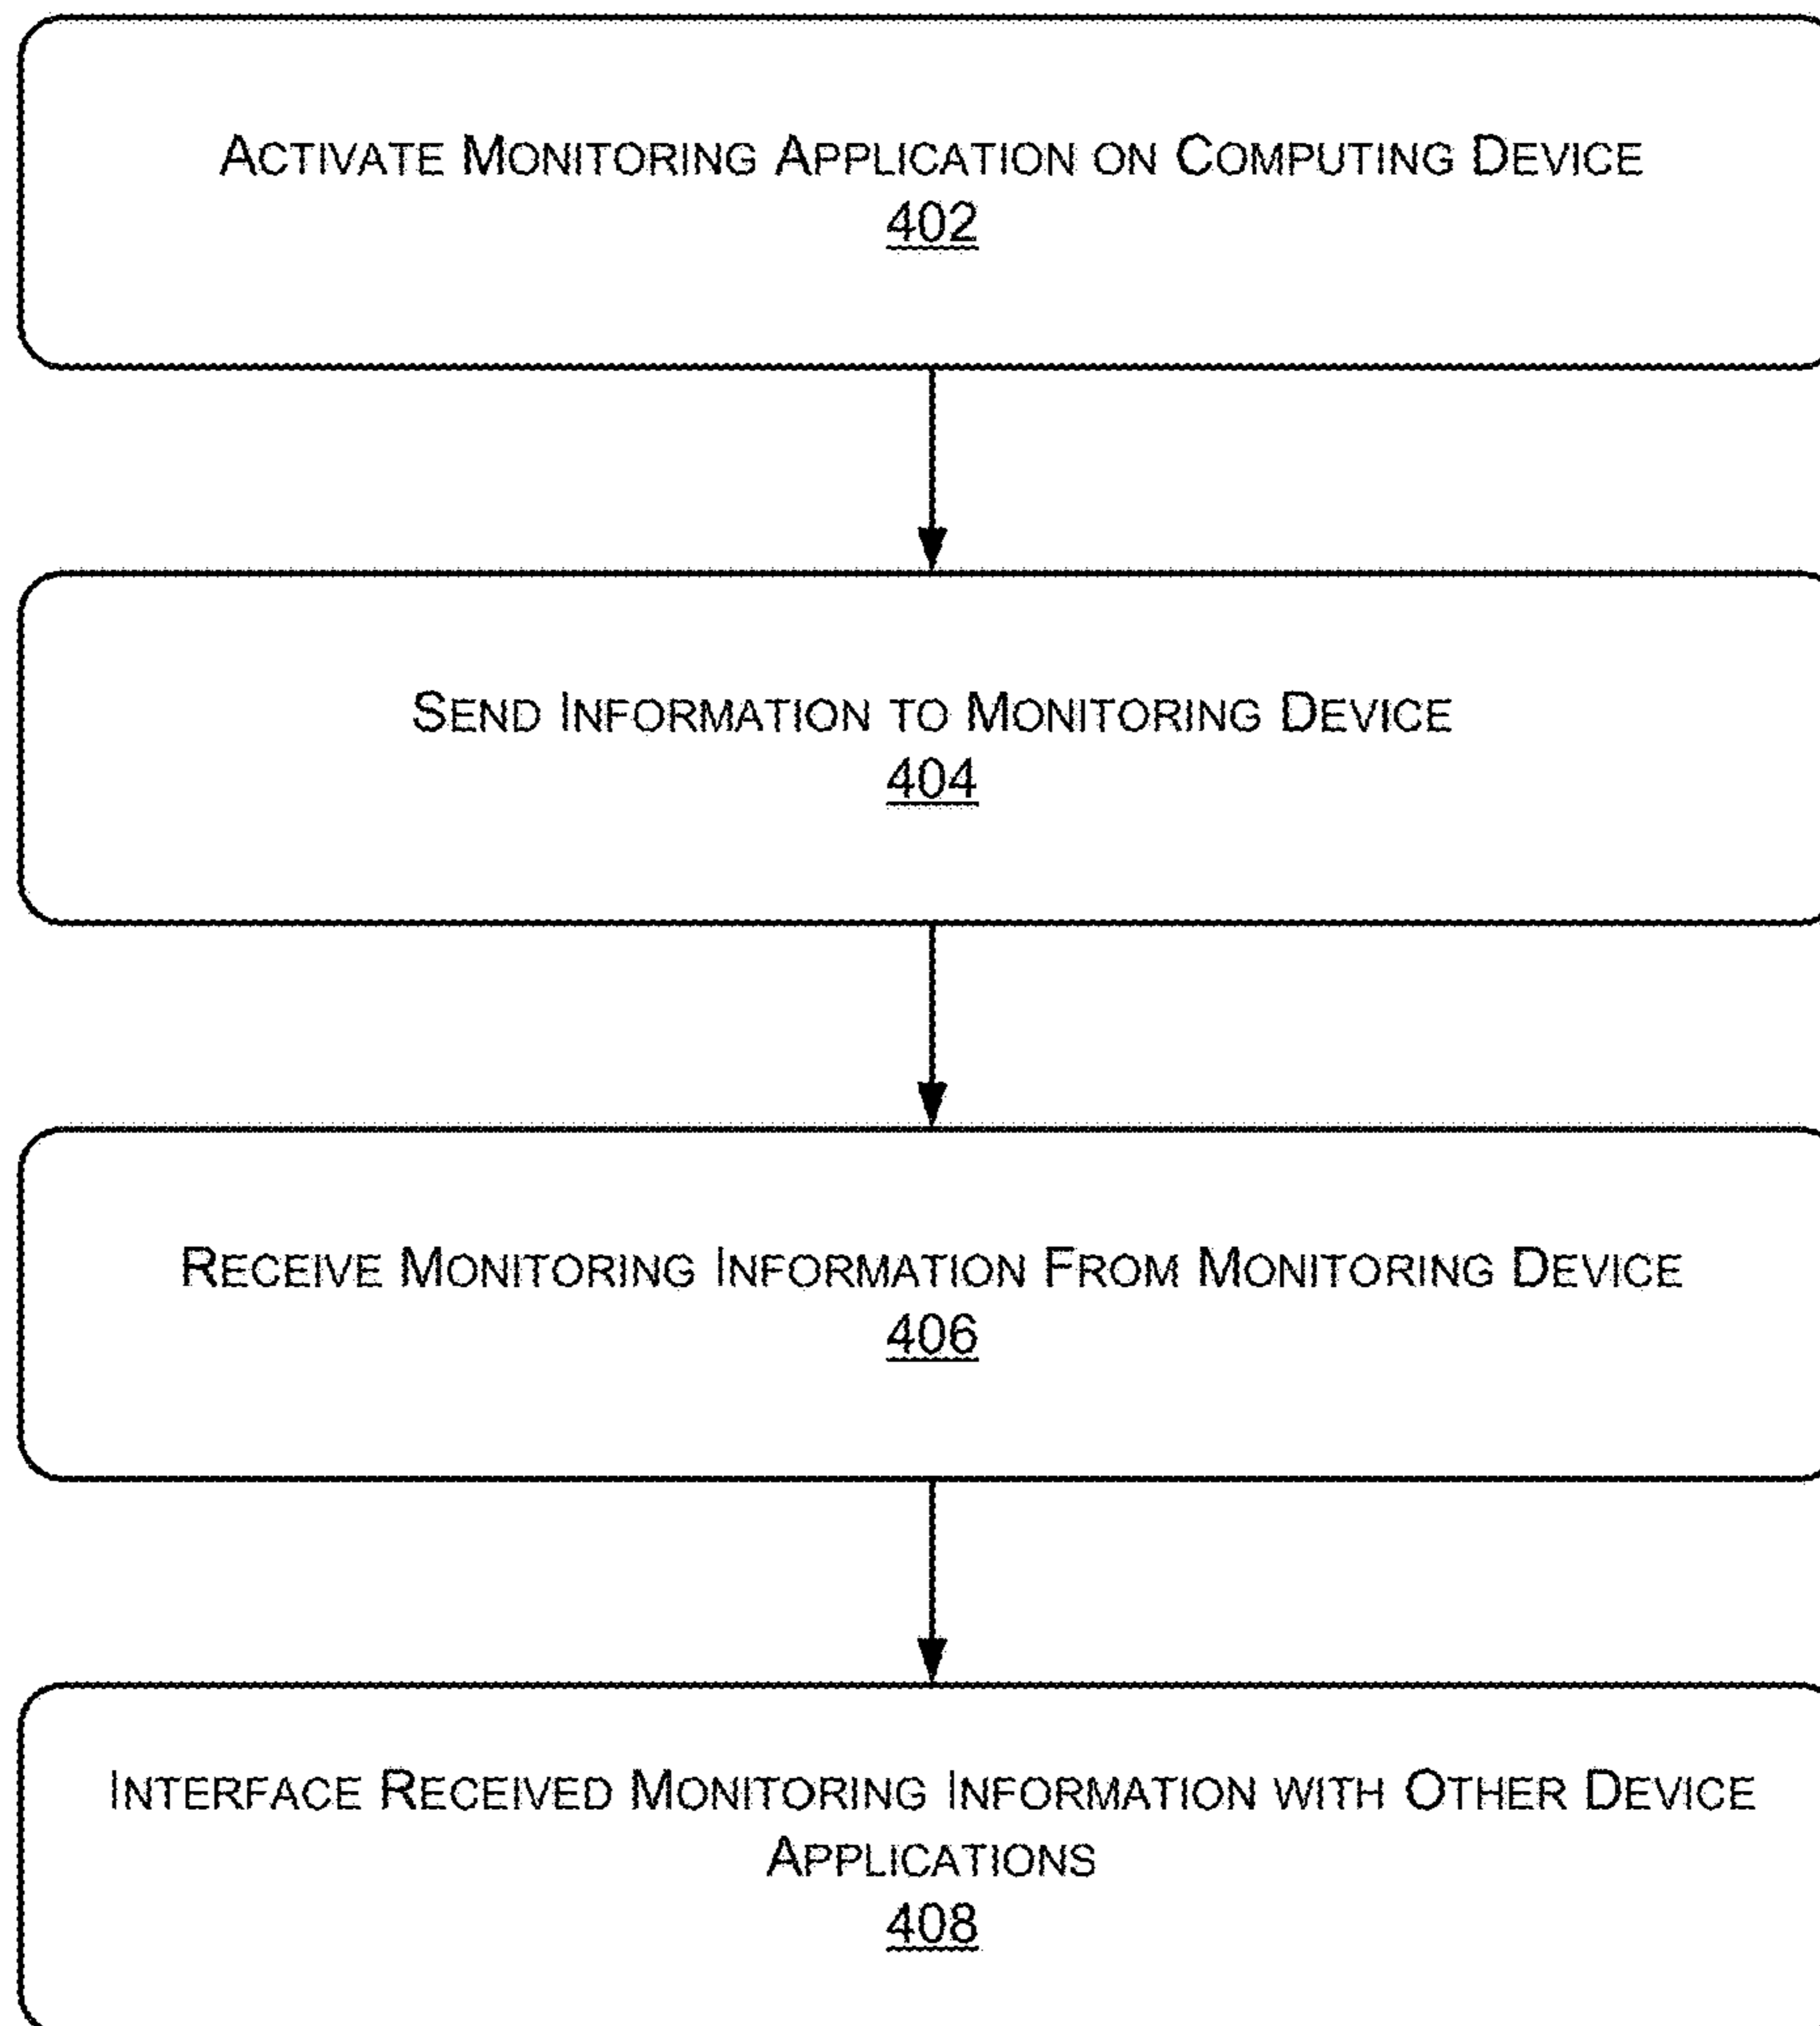 Activate Monitoring Application on Computing Device
402
Send Information to Monitoring Device
404
Receive Monitoring Information From Monitoring Device
406
Interface Received Monitoring Information with Other Device
Applications
408